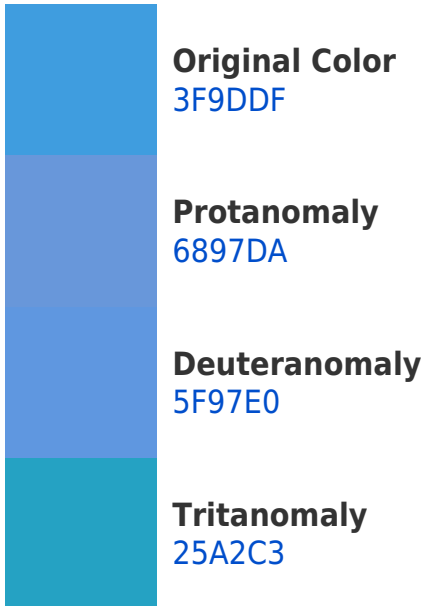 Original Color
3F9DDF
Protanomaly
6897DA
Deuteranomaly
5F97E0
Tritanomaly
25A2C3